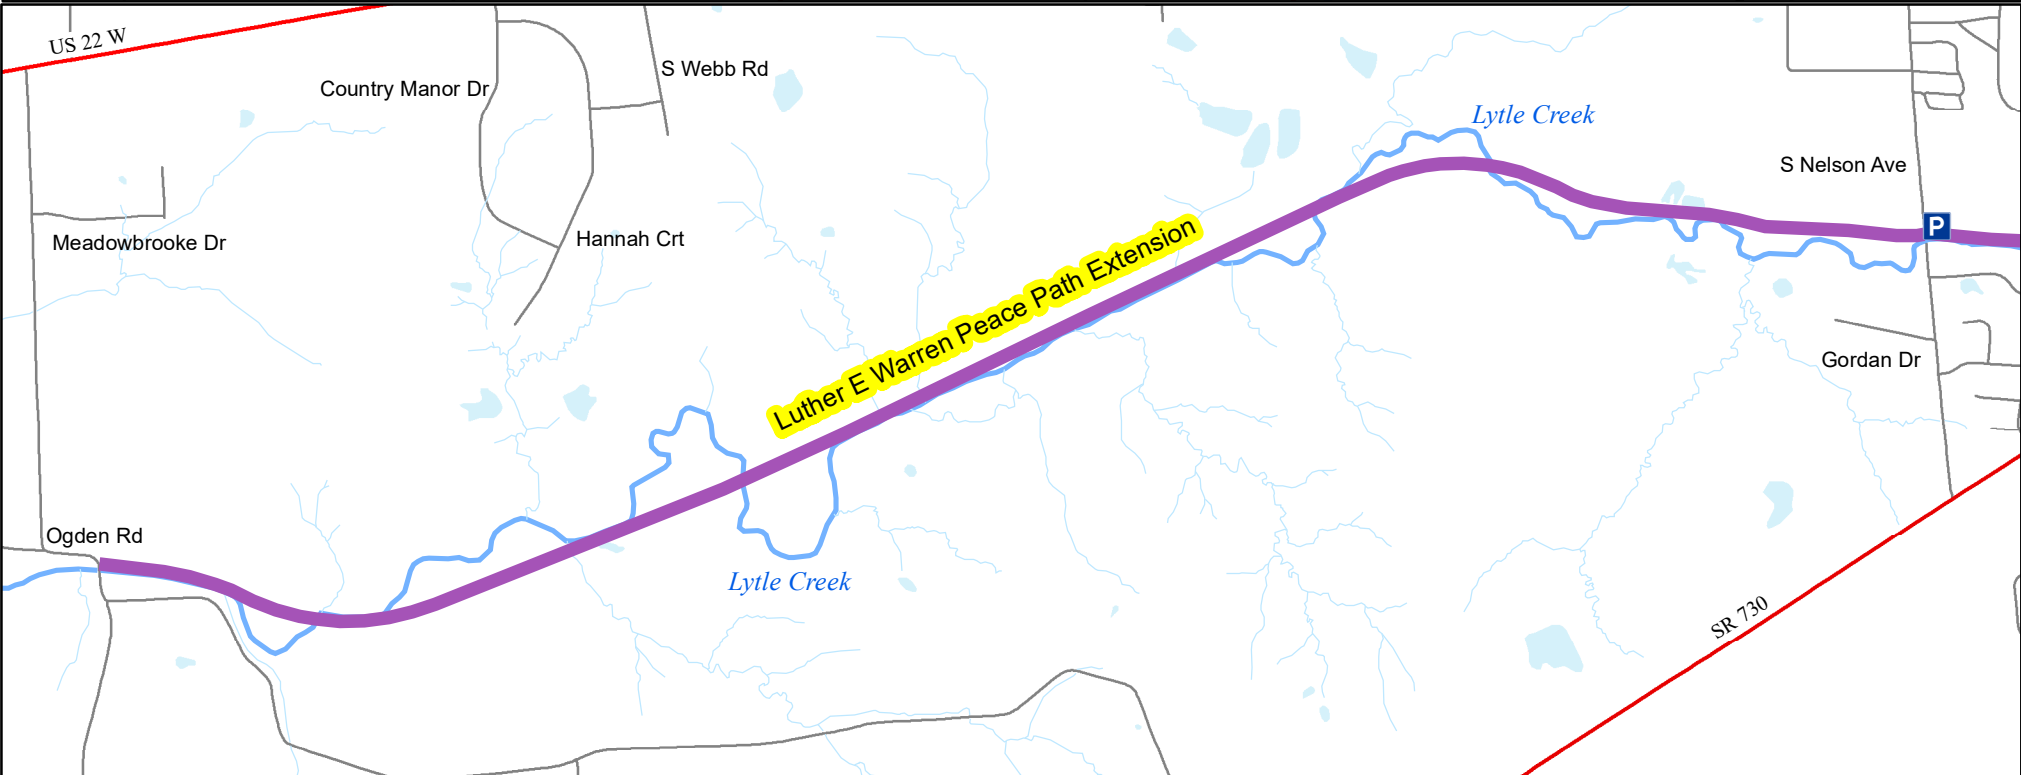 US 22 W
S Webb Rd
Country Manor Dr
Lytle Creek
S Nelson Ave
P
Meadowbrooke Dr
Hannah Crt
Luther E Warren Peace Path Extension
Gordan Dr
Ogden Rd
Lytle Creek
SR 730